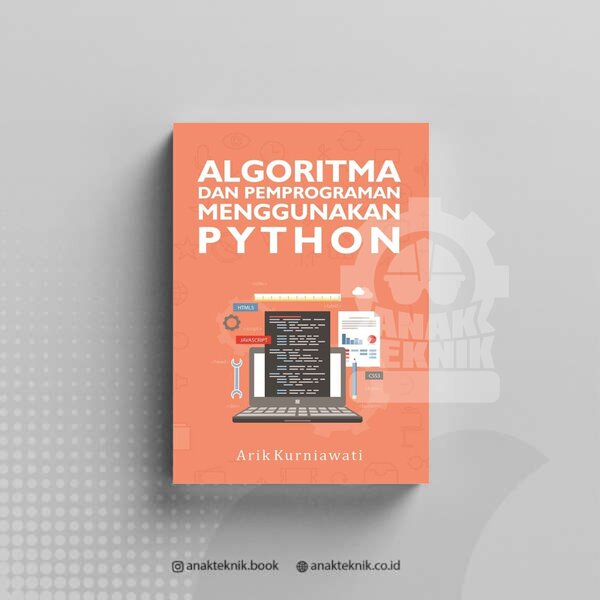 ALGORITMA
DAN PEMPROGRAMAN
MENGGUNAKAN
PYTHON
HTML5
JAVASCRIPT
CSS3
ANAK
TEKNIK
Arik Kurniawati
anakteknik.book
anakteknik.co.id